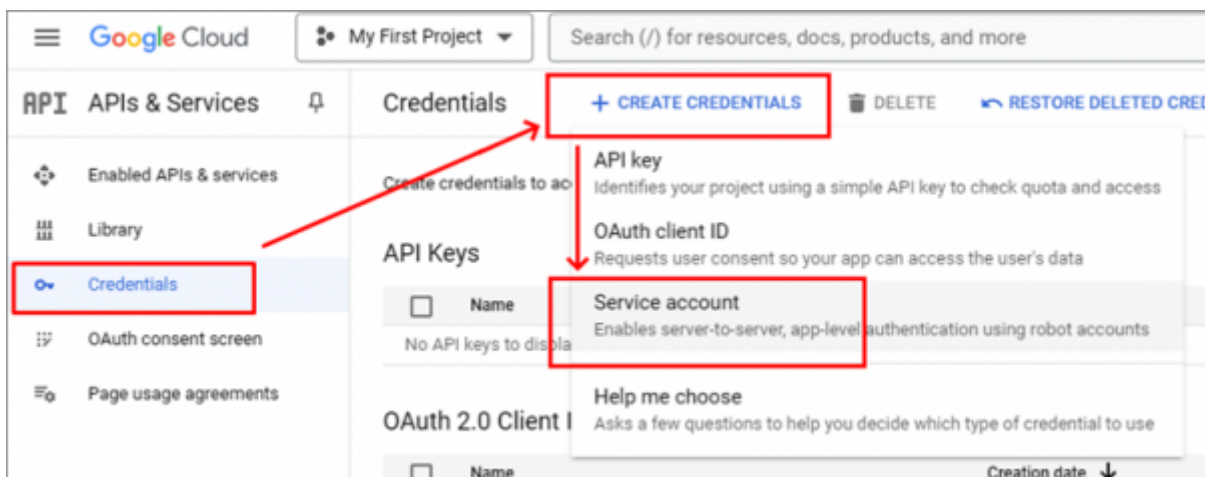 Google Cloud
My First Project
Search (/) for resources, docs, products, and more
API APIs & Services
Credentials
+ CREATE CREDENTIALS
DELETE
RESTORE DELETED CRED
Enabled APIs & services
Library
Credentials
OAuth consent screen
Page usage agreements
Create credentials to ac
API key
Identifies your project using a simple API key to check quota and access
OAuth client ID
Requests user consent so your app can access the user's data
Service account
Enables server-to-server, app-level authentication using robot accounts
Help me choose
Asks a few questions to help you decide which type of credential to use
API Keys
Name
No API keys to displa
OAuth 2.0 Client I
Name
Creation date